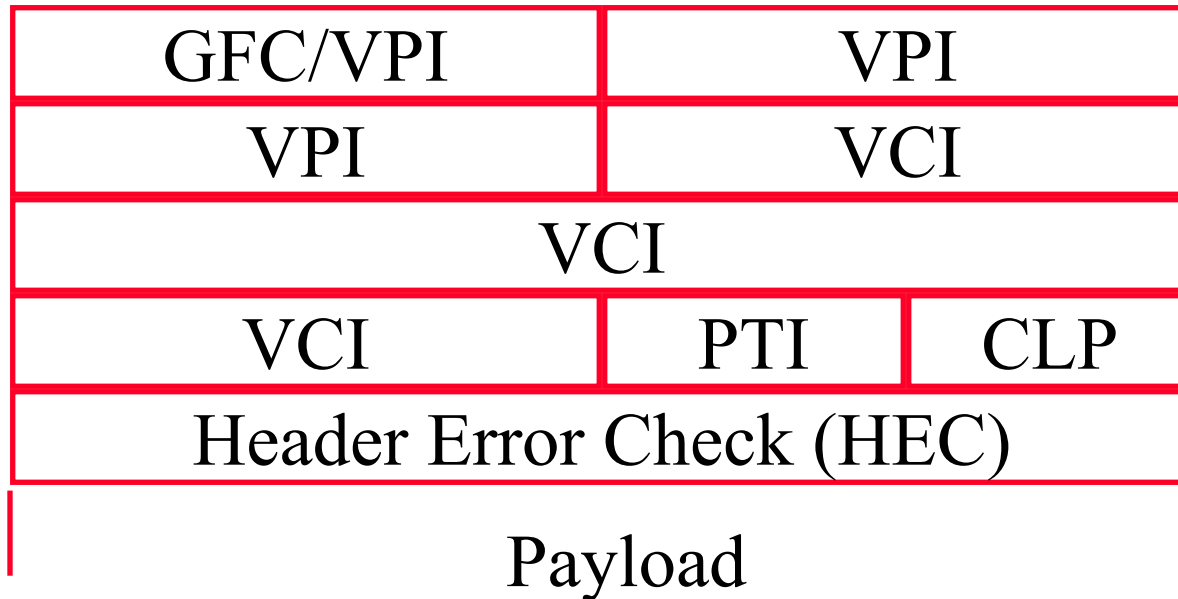 GFC/VPI VPI
VPI VCI
VCI
VCI PTI CLP
Header Error Check (HEC)
Payload